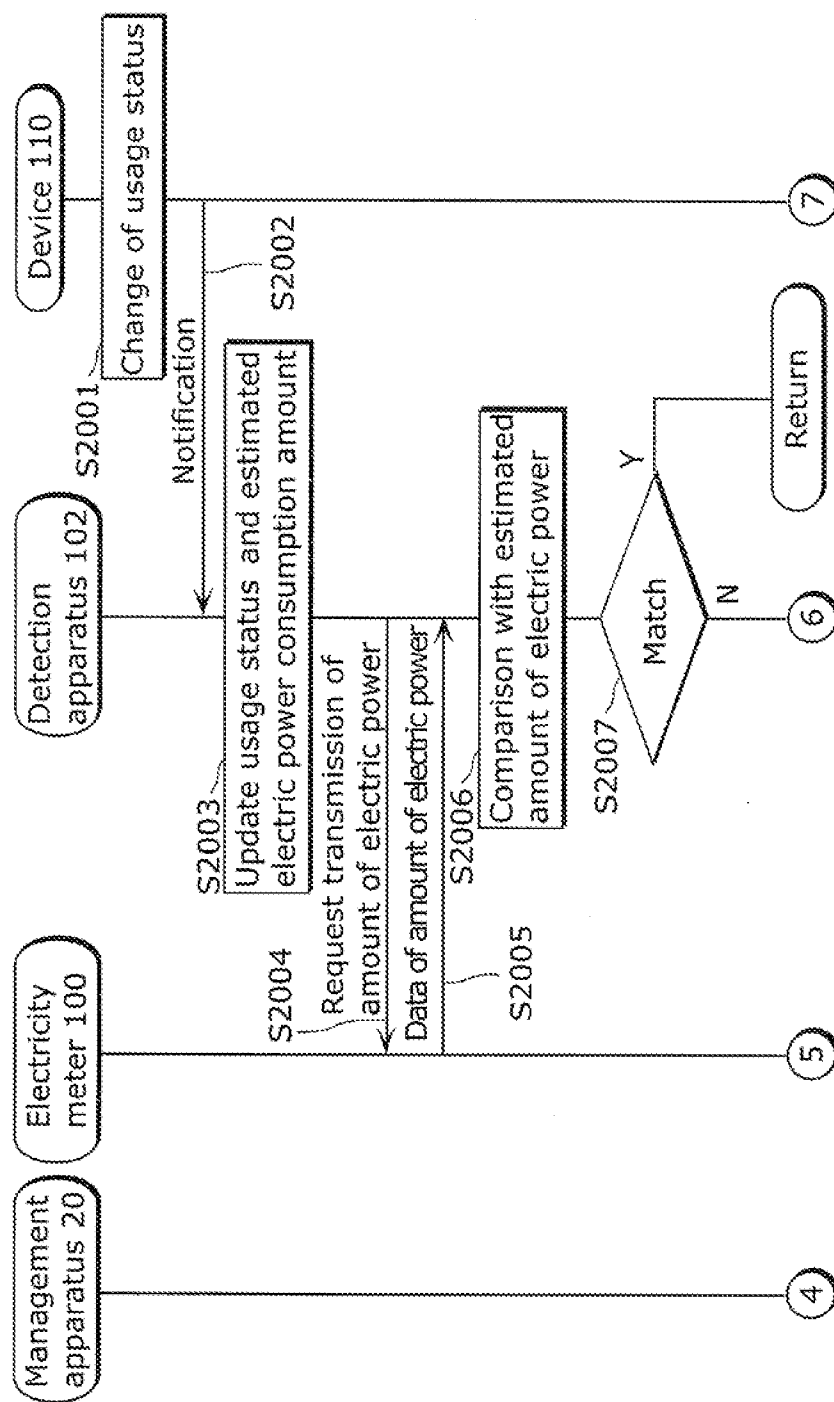 Management
apparatus 20
Electricity
meter 100
Detection
apparatus 102
Device 110
S2001
Change of usage status
Notification
S2002
S2003
Update usage status and estimated
electric power consumption amount
Request transmission of
amount of electric power
S2004
Data of amount of electric power
S2005
S2006
Comparison with estimated
amount of electric power
S2007
Match
Y
N
Return
4
5
6
7